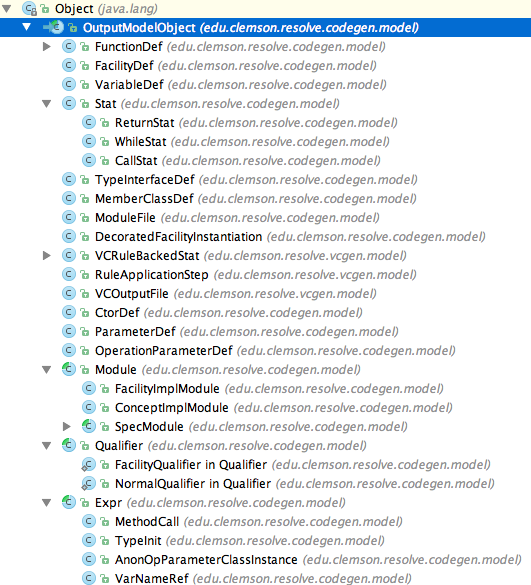 Object (java.lang)
OutputModelObject (edu.clemson.resolve.codegen.model)
FunctionDef (edu.clemson.resolve.codegen.model)
FacilityDef (edu.clemson.resolve.codegen.model)
VariableDef (edu.clemson.resolve.codegen.model)
Stat (edu.clemson.resolve.codegen.model)
ReturnStat (edu.clemson.resolve.codegen.model)
WhileStat (edu.clemson.resolve.codegen.model)
CallStat (edu.clemson.resolve.codegen.model)
TypeInterfaceDef (edu.clemson.resolve.codegen.model)
MemberClassDef (edu.clemson.resolve.codegen.model)
ModuleFile (edu.clemson.resolve.codegen.model)
DecoratedFacilityInstantiation (edu.clemson.resolve.codegen.model)
VCRuleBackedStat (edu.clemson.resolve.vcgen.model)
RuleApplicationStep (edu.clemson.resolve.vcgen.model)
VCOutputFile (edu.clemson.resolve.vcgen.model)
CtorDef (edu.clemson.resolve.codegen.model)
ParameterDef (edu.clemson.resolve.codegen.model)
OperationParameterDef (edu.clemson.resolve.codegen.model)
Module (edu.clemson.resolve.codegen.model)
FacilityImplModule (edu.clemson.resolve.codegen.model)
ConceptImplModule (edu.clemson.resolve.codegen.model)
SpecModule (edu.clemson.resolve.codegen.model)
Qualifier (edu.clemson.resolve.codegen.model)
FacilityQualifier in Qualifier (edu.clemson.resolve.codegen.model)
NormalQualifier in Qualifier (edu.clemson.resolve.codegen.model)
Expr (edu.clemson.resolve.codegen.model)
MethodCall (edu.clemson.resolve.codegen.model)
TypeInit (edu.clemson.resolve.codegen.model)
AnonOpParameterClassInstance (edu.clemson.resolve.codegen.model)
VarNameRef (edu.clemson.resolve.codegen.model)